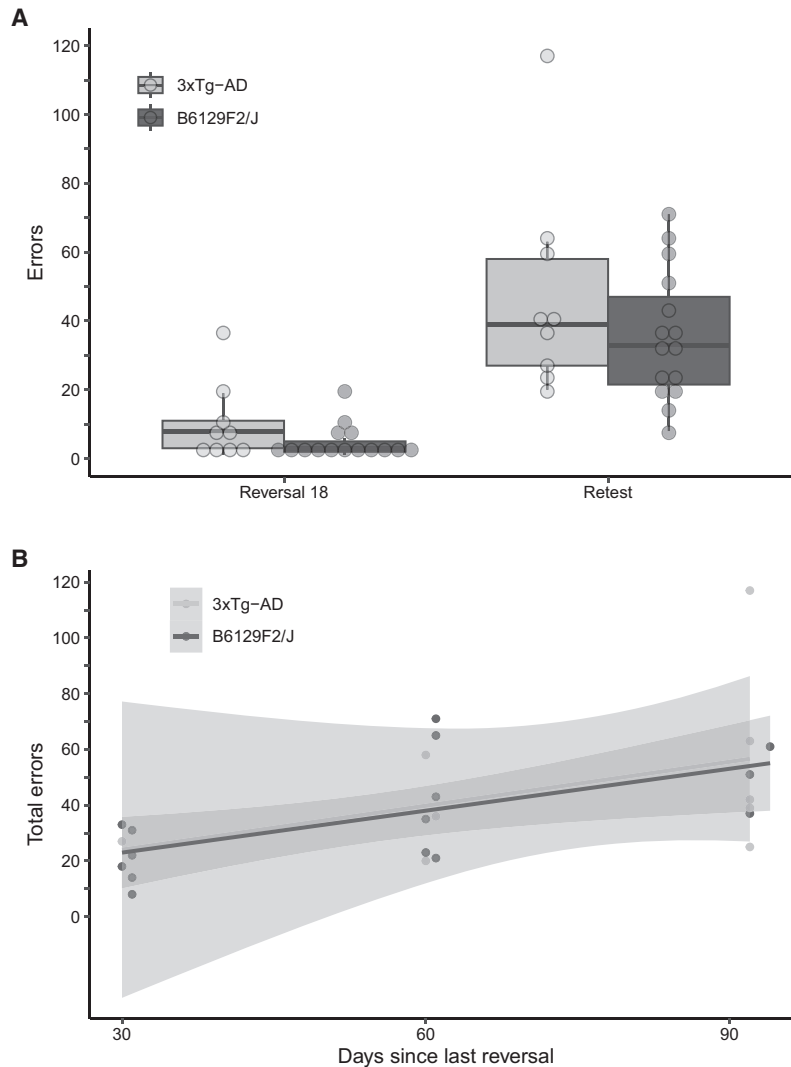 A
120
100
80
60
40
20
0
Errors
3xTg−AD
B6129F2/J
Reversal 18
Retest
B
120
100
80
60
40
20
0
Total errors
3xTg−AD
B6129F2/J
30
60
90
Days since last reversal